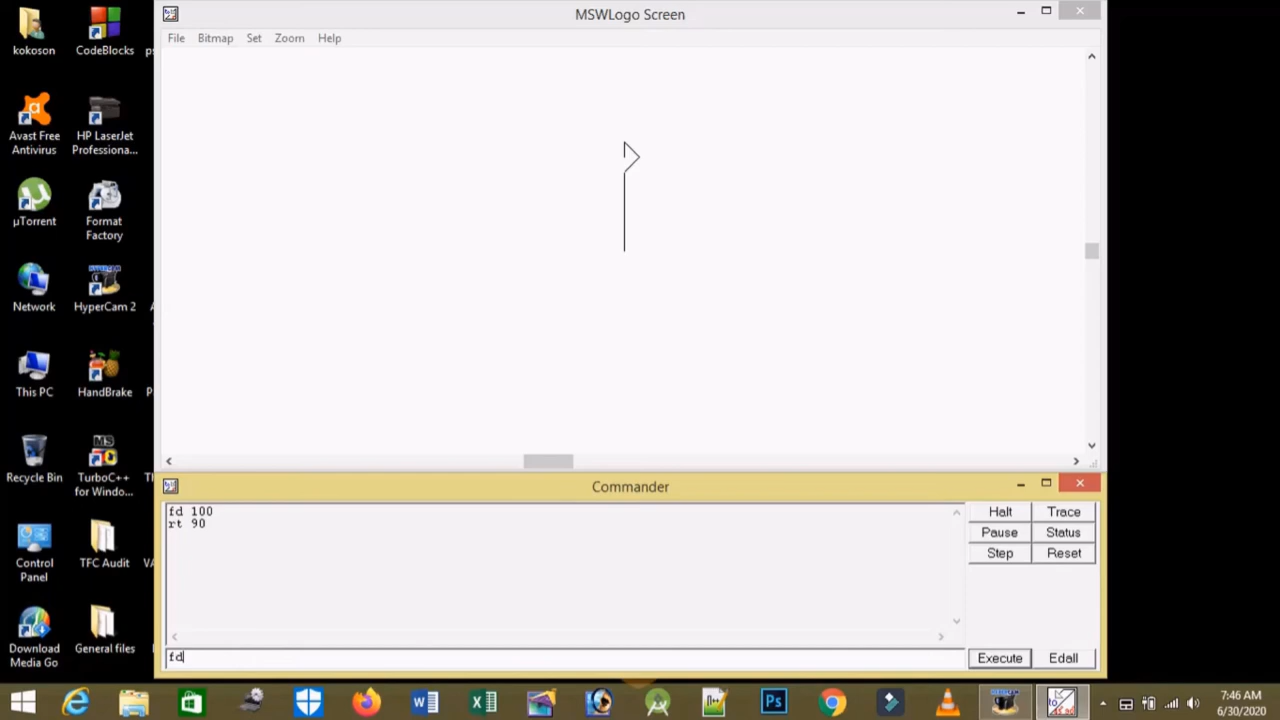 MSWLogo Screen
File Bitmap Set Zoom Help
kokoson
CodeBlocks
ps
Avast Free
Antivirus
HP LaserJet
Professiona...
µTorrent
Format
Factory
Network
HyperCam 2
This PC
HandBrake
P
Recycle Bin
TurboC++
for Windo...
Control
Panel
TFC Audit
VA
Download
Media Go
General files
Commander
fd 100
rt 90
Halt
Trace
Pause
Status
Step
Reset
fd
Execute
Edall
7:46 AM
6/30/2020